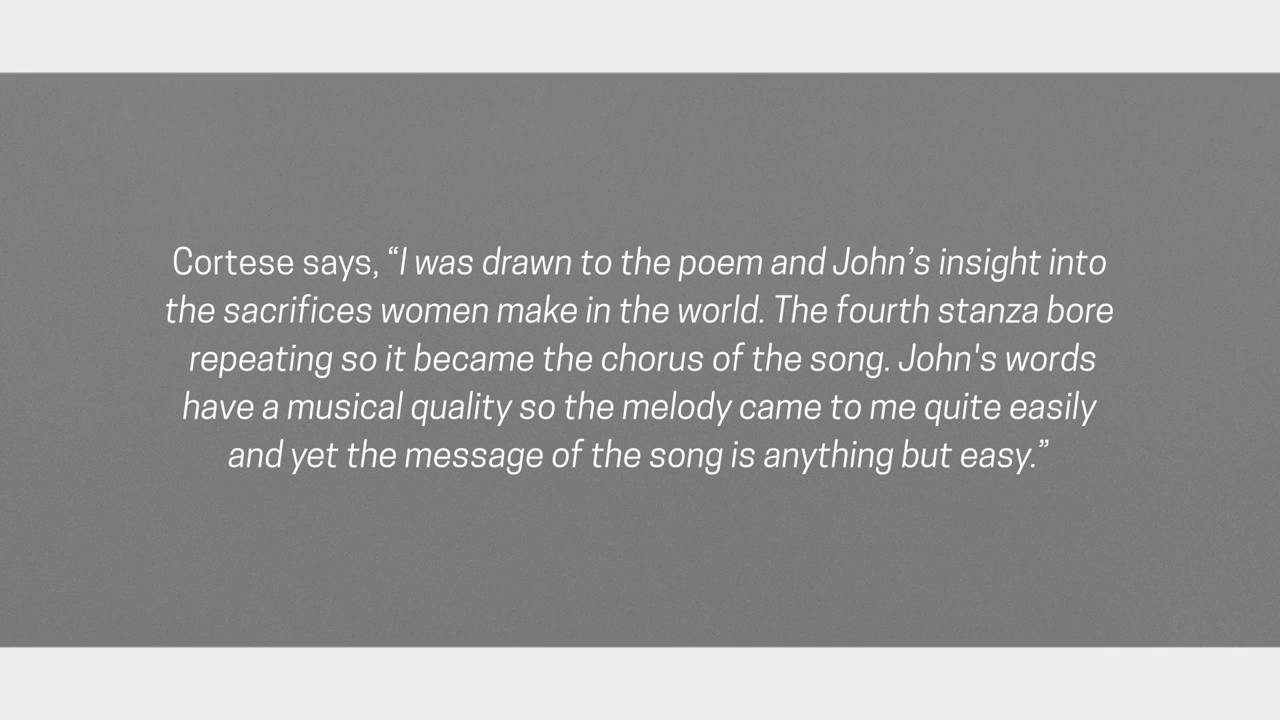 Cortese says, “I was drawn to the poem and John’s insight into
the sacrifices women make in the world. The fourth stanza bore
repeating so it became the chorus of the song. John's words
have a musical quality so the melody came to me quite easily
and yet the message of the song is anything but easy.”